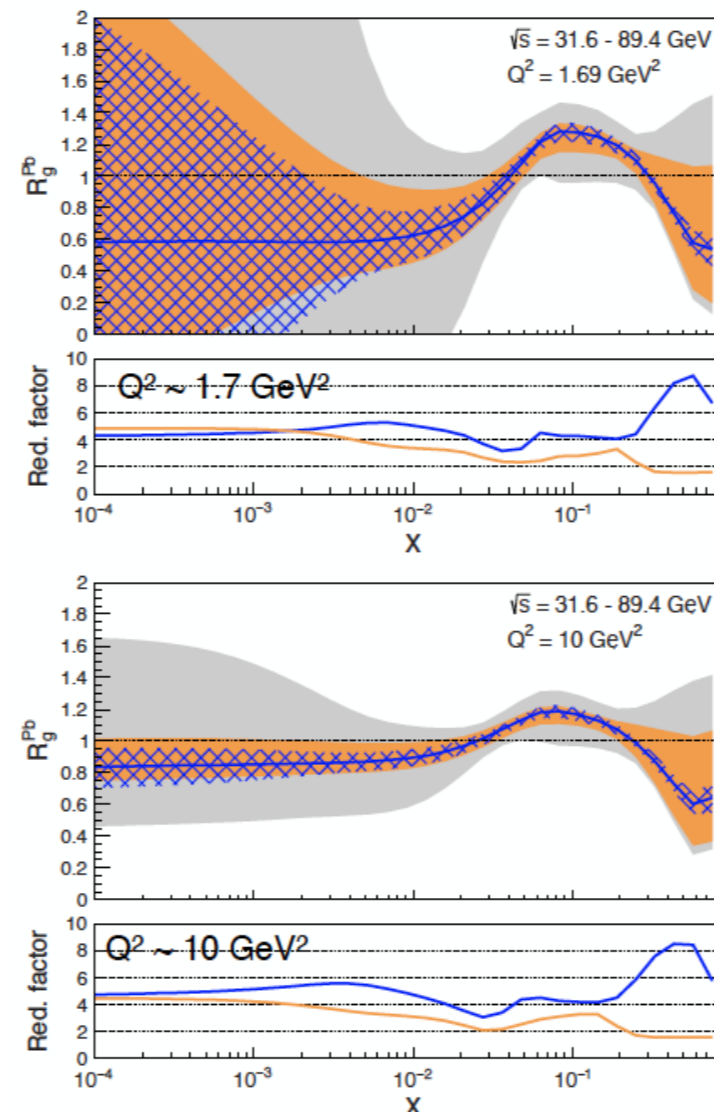 2
1.8
1.6
1.4
1.2
1
0.8
0.6
0.4
0.2
0
R_g^Pb
√s = 31.6 - 89.4 GeV
Q² = 1.69 GeV²
10
8
6
4
2
0
Red. factor
Q² ~ 1.7 GeV²
10⁻⁴ 10⁻³ 10⁻² 10⁻¹
x
2
1.8
1.6
1.4
1.2
1
0.8
0.6
0.4
0.2
0
R_g^Pb
√s = 31.6 - 89.4 GeV
Q² = 10 GeV²
10
8
6
4
2
0
Red. factor
Q² ~ 10 GeV²
10⁻⁴ 10⁻³ 10⁻² 10⁻¹
x